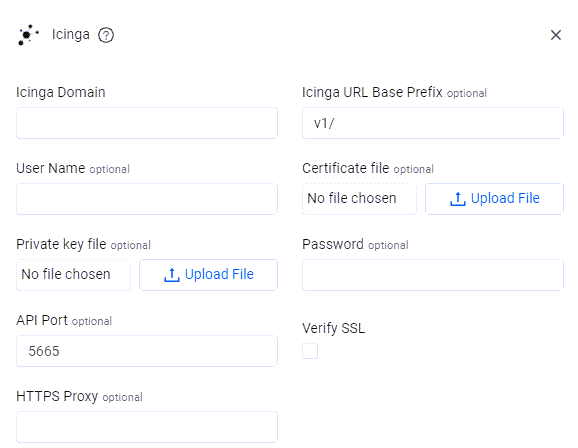 Icinga
Icinga Domain
Icinga URL Base Prefix optional
v1/
User Name optional
Certificate file optional
No file chosen
Upload File
Private key file optional
No file chosen
Upload File
Password optional
API Port optional
5665
Verify SSL
HTTPS Proxy optional